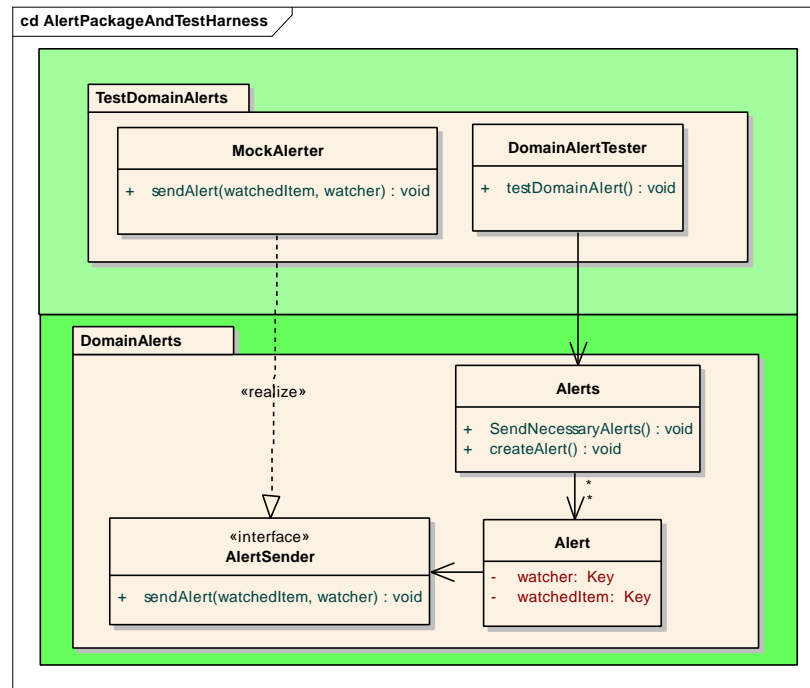 cd AlertPackageAndTestHarness
TestDomainAlerts
MockAlerter
+ sendAlert(watchedItem, watcher) : void
DomainAlertTester
+ testDomainAlert() : void
DomainAlerts
«realize»
Alerts
+ SendNecessaryAlerts() : void
+ createAlert() : void
*
*
«interface»
AlertSender
+ sendAlert(watchedItem, watcher) : void
Alert
- watcher: Key
- watchedItem: Key